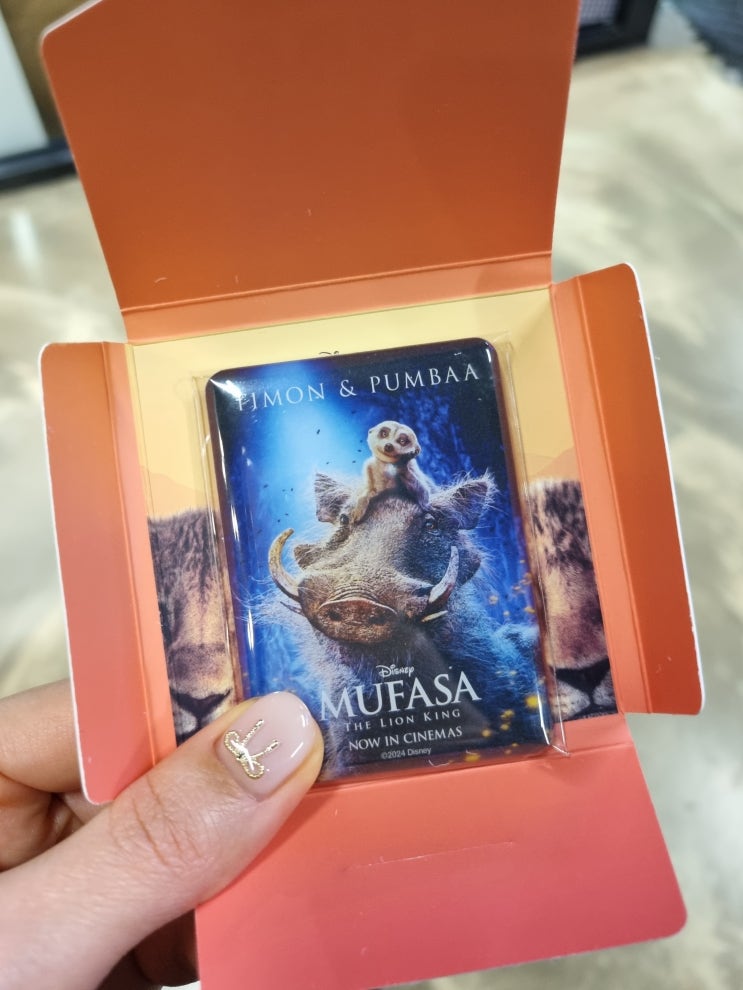 TIMON & PUMBAA
Disney
MUFASA
THE LION KING
NOW IN CINEMAS
©2024 Disney